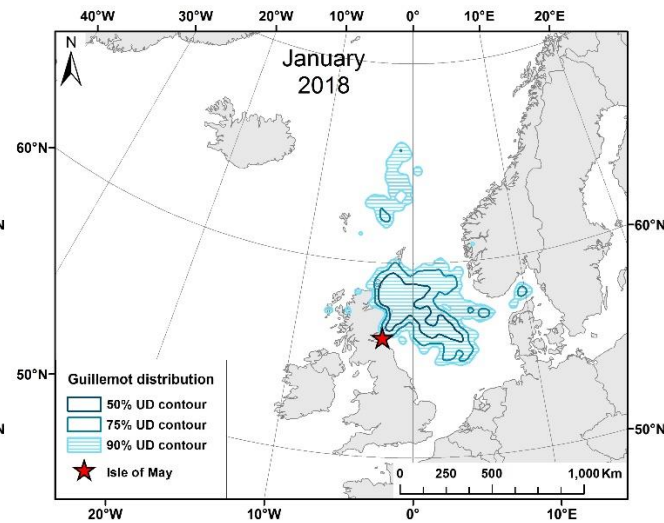 40°W 30°W 20°W 10°W 0° 10°E 20°E
N
January
2018
60°N
60°N
N
50°N
50°N
N
Guillemot distribution
50% UD contour
75% UD contour
90% UD contour
Isle of May
0 250 500 1,000 Km
20°W 10°W 0° 10°E